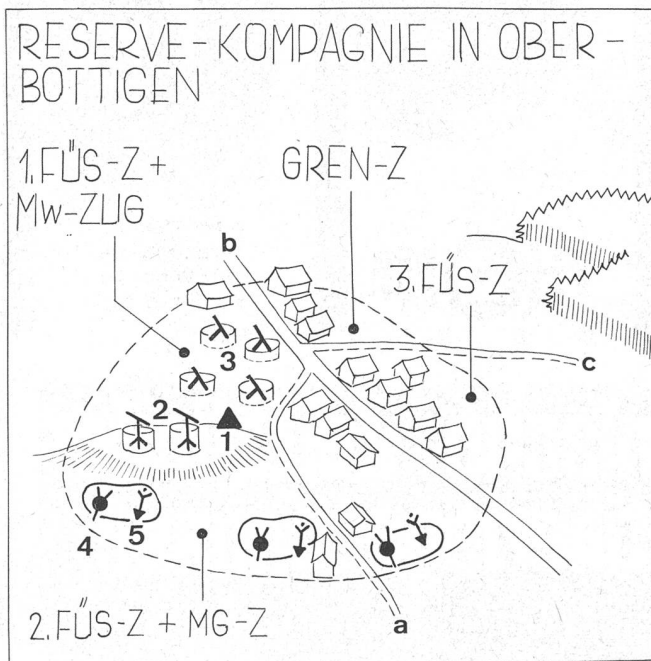 RESERVE-KOMPAGNIE IN OBER-
BOTTIGEN
1.FÜS-Z +
Mw-ZUG
GREN-Z
b
3.FÜS-Z
3
c
2
1
4
5
a
2.FÜS-Z + MG-Z